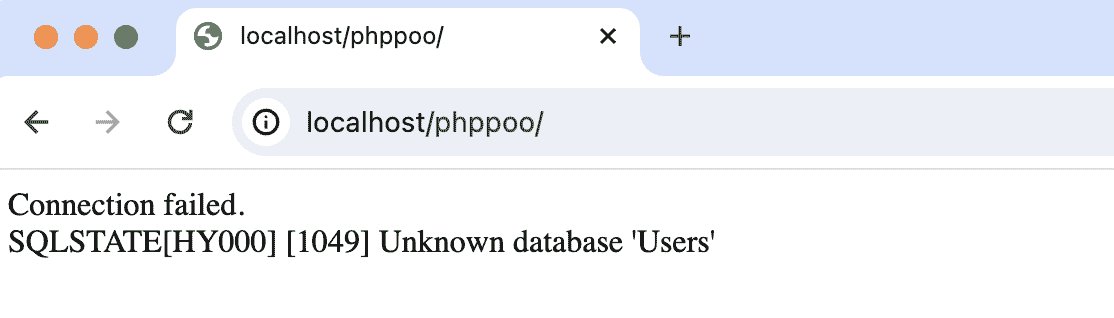 localhost/phppoo/
localhost/phppoo/
Connection failed.
SQLSTATE[HY000] [1049] Unknown database 'Users'